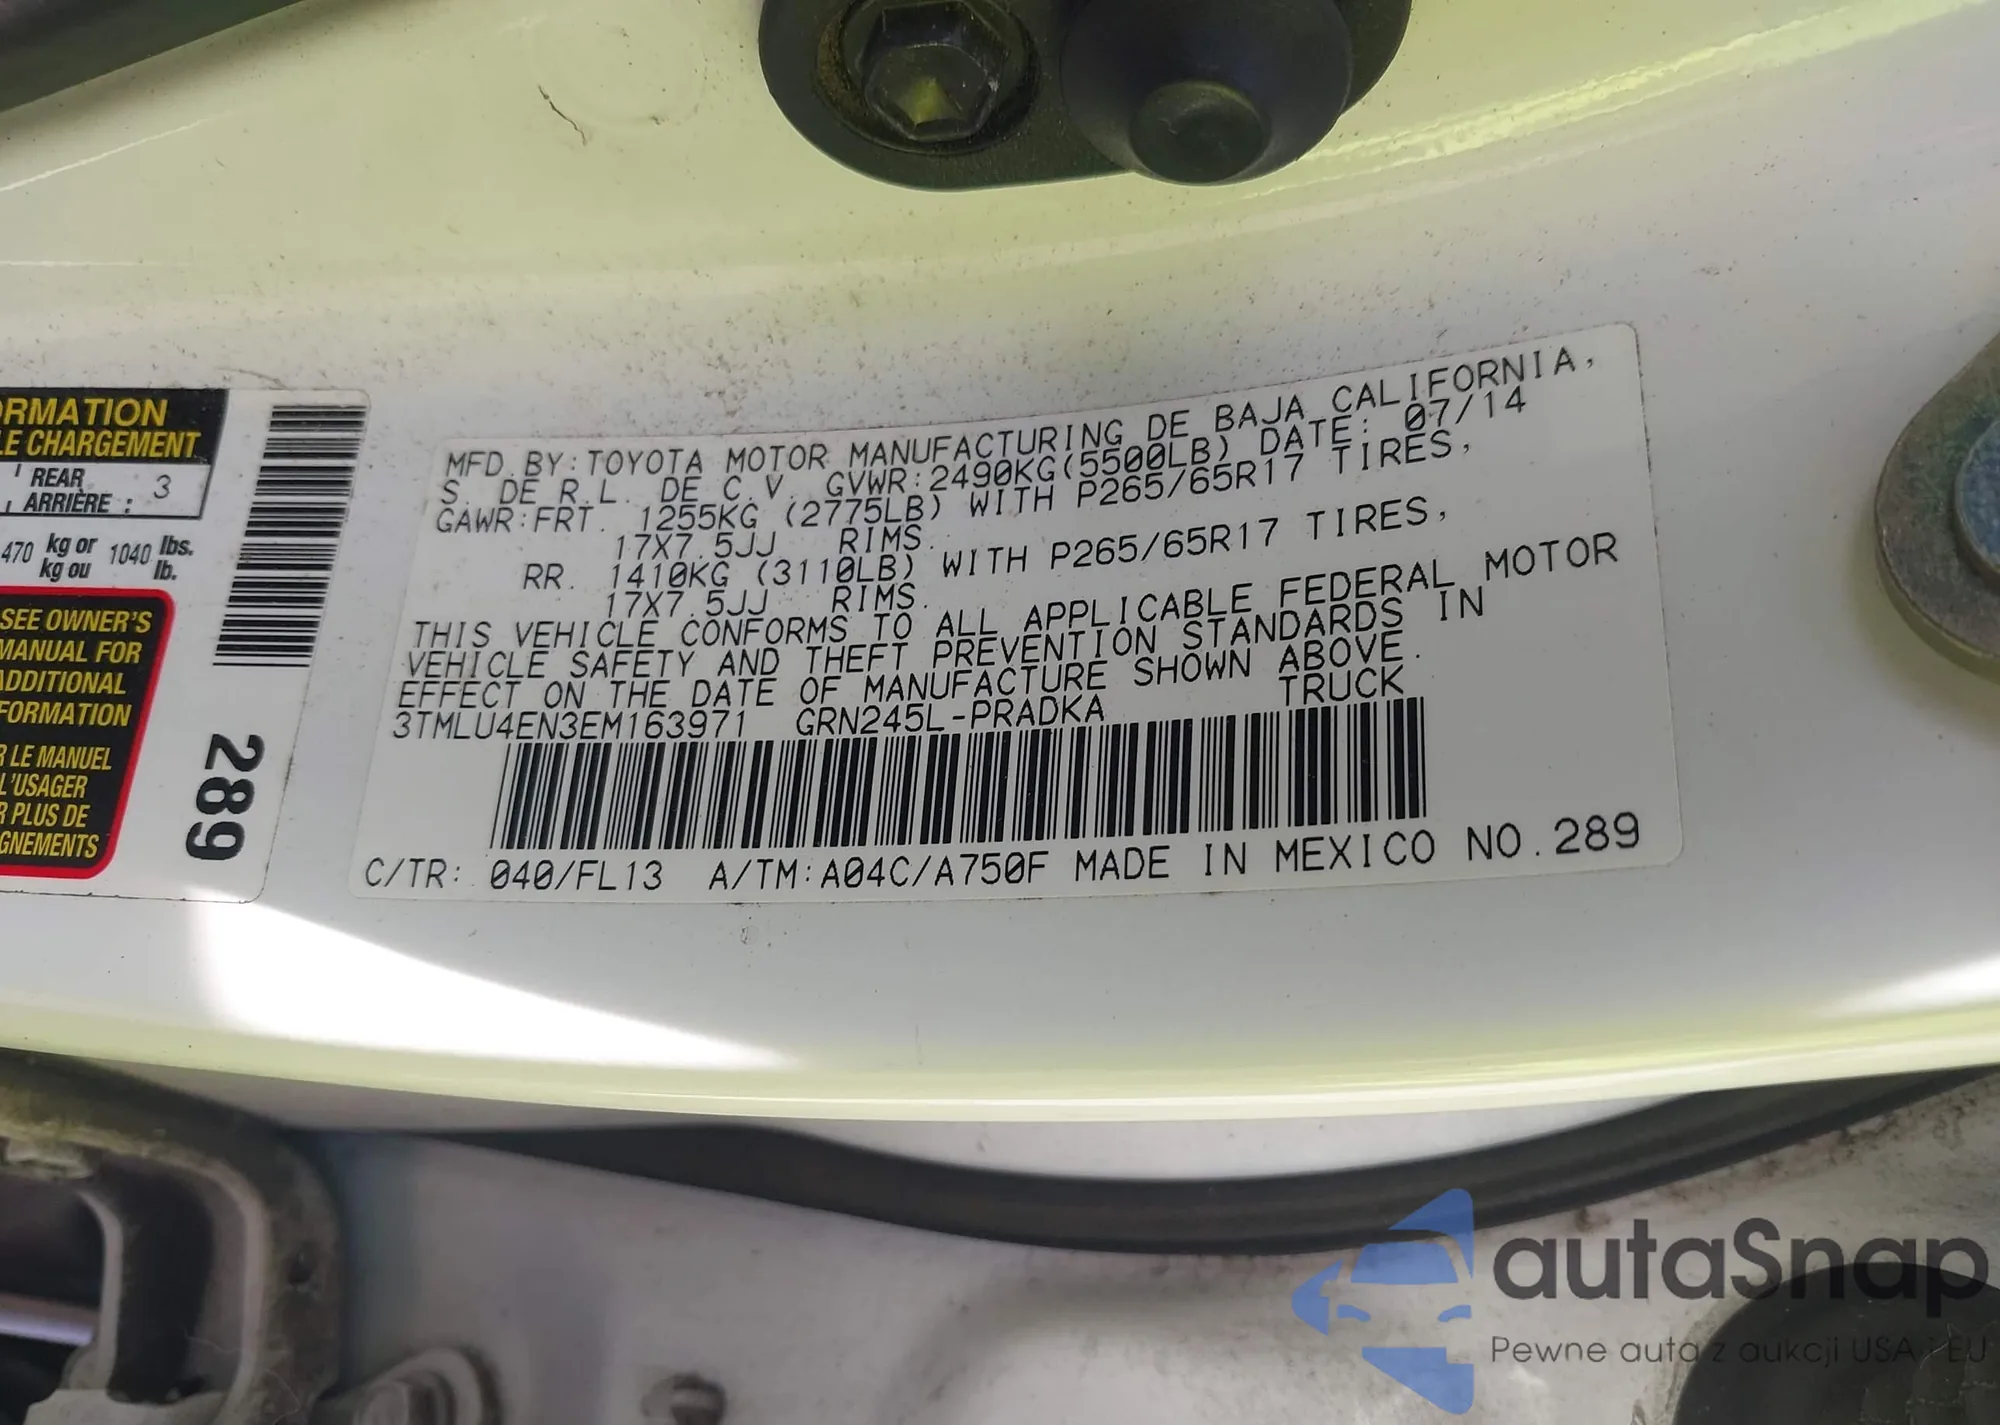 ORMATION
LE CHARGEMENT
REAR
ARRIÈRE : 3
470 kg or
kg ou 1040 lbs.
lb.
SEE OWNER'S
MANUAL FOR
ADDITIONAL
FORMATION
R LE MANUEL
L'USAGER
R PLUS DE
GNEMENTS
289
MFD. BY: TOYOTA MOTOR MANUFACTURING DE BAJA CALIFORNIA,
S. DE R.L. DE C.V. GVWR: 2490KG(5500LB) DATE: 07/14
GAWR: FRT. 1255KG (2775LB) WITH P265/65R17 TIRES,
17X7.5JJ RIMS.
RR. 1410KG (3110LB) WITH P265/65R17 TIRES,
17X7.5JJ RIMS.
THIS VEHICLE CONFORMS TO ALL APPLICABLE FEDERAL MOTOR
VEHICLE SAFETY AND THEFT PREVENTION STANDARDS IN
EFFECT ON THE DATE OF MANUFACTURE SHOWN ABOVE.
3TMLU4EN3EM163971 GRN245L-PRADKA TRUCK
C/TR: 040/FL13 A/TM: A04C/A750F MADE IN MEXICO NO. 289
autaSnap
Pewne auta z aukcji USA i EU